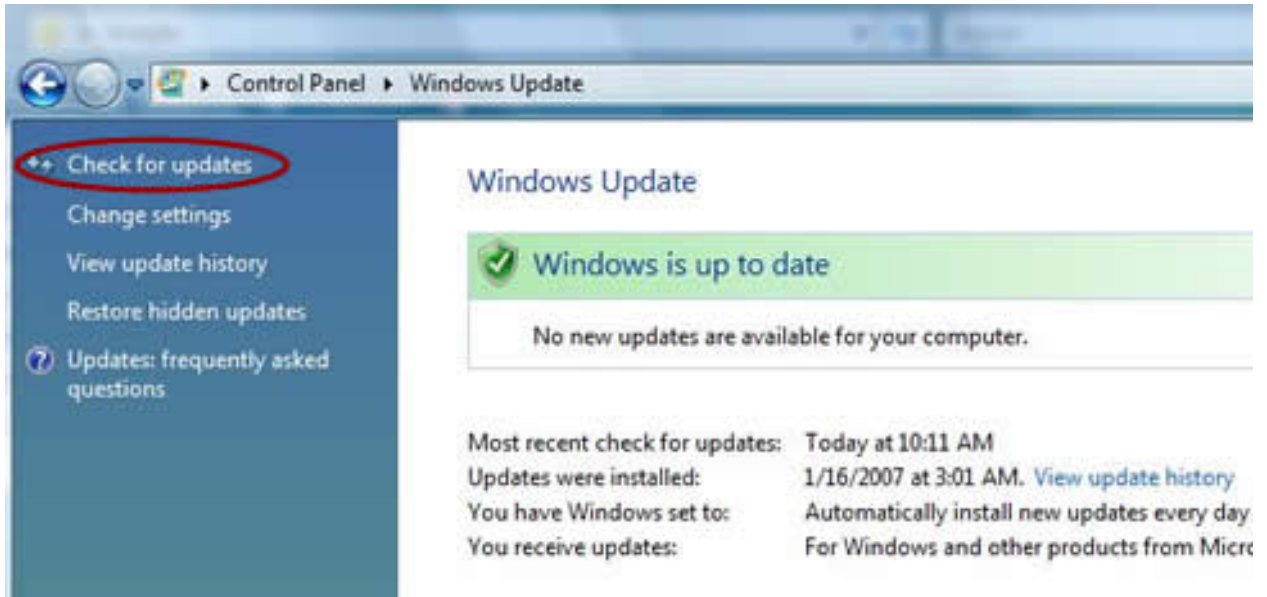 Control Panel Windows Update
Check for updates
Change settings
View update history
Restore hidden updates
Updates: frequently asked
questions
Windows Update
Windows is up to date
No new updates are available for your computer.
Most recent check for updates: Today at 10:11 AM
Updates were installed: 1/16/2007 at 3:01 AM. View update history
You have Windows set to: Automatically install new updates every day
You receive updates: For Windows and other products from Micro